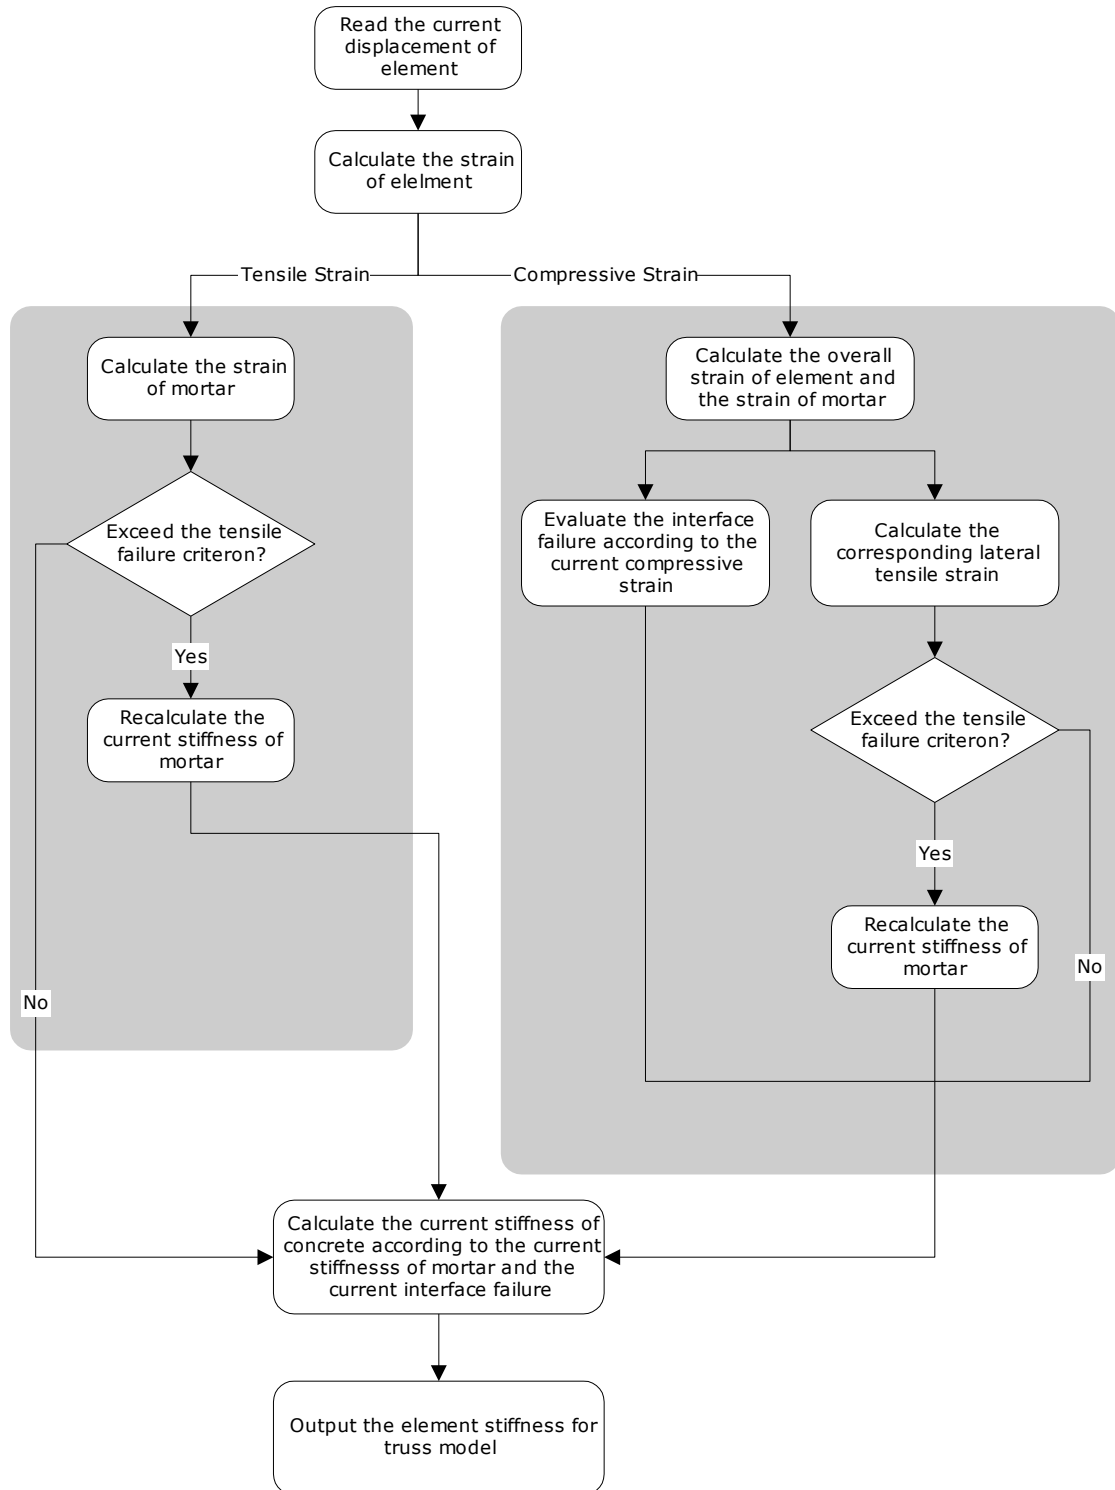 Read the current
displacement of
element
Calculate the strain
of elelment
Tensile Strain
Compressive Strain
Calculate the strain
of mortar
Exceed the tensile
failure criteron?
Yes
Recalculate the
current stiffness of
mortar
No
Calculate the overall
strain of element and
the strain of mortar
Evaluate the interface
failure according to the
current compressive
strain
Calculate the
corresponding lateral
tensile strain
Exceed the tensile
failure criteron?
Yes
Recalculate the
current stiffness of
mortar
No
Calculate the current stiffness of
concrete according to the current
stiffnesss of mortar and the
current interface failure
Output the element stiffness for
truss model